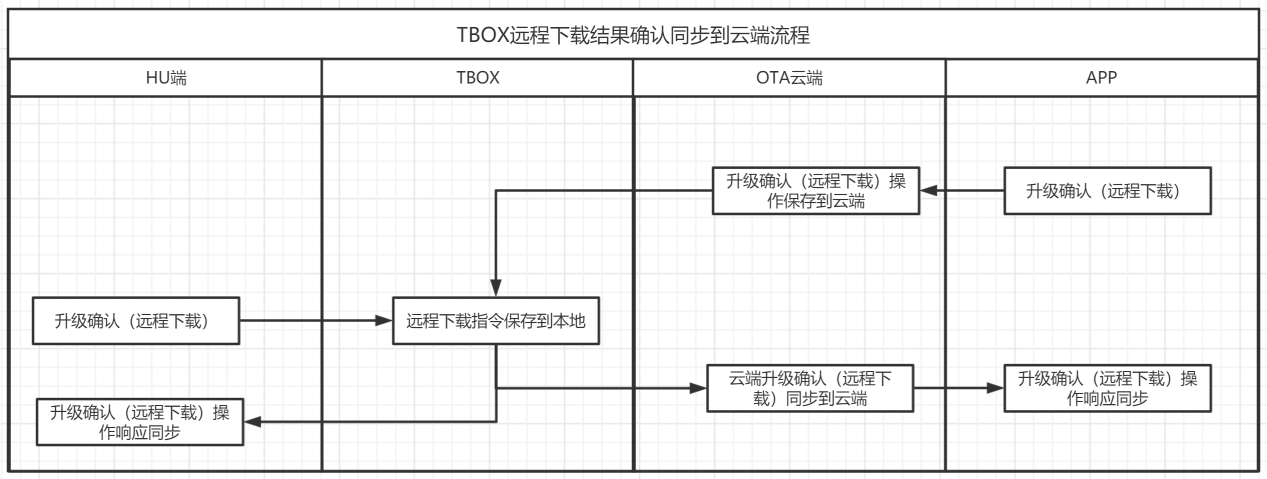 TBOX远程下载结果确认同步到云端流程
HU端
TBOX
OTA云端
APP
升级确认（远程下载）操
作保存到云端
升级确认（远程下载）
升级确认（远程下载）
远程下载指令保存到本地
云端升级确认（远程下
载）同步到云端
升级确认（远程下载）操
作响应同步
升级确认（远程下载）操
作响应同步